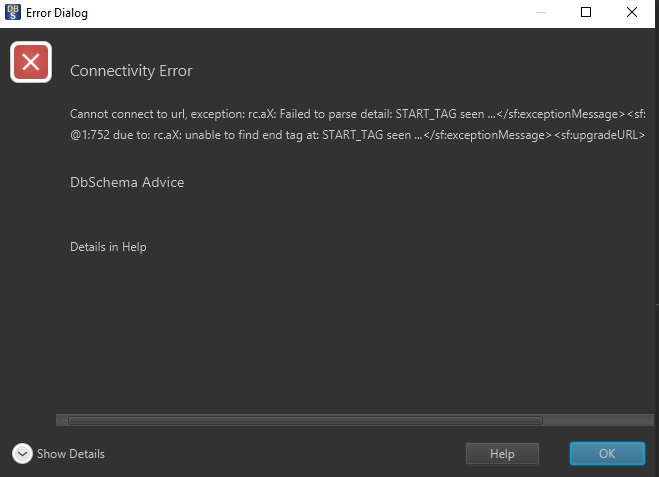 DB
S
Error Dialog
Connectivity Error
Cannot connect to url, exception: rc.aX: Failed to parse detail: START_TAG seen ...</sf:exceptionMessage><sf:
@1:752 due to: rc.aX: unable to find end tag at: START_TAG seen ...</sf:exceptionMessage><sf:upgradeURL>
DbSchema Advice
Details in Help
Show Details
Help
OK